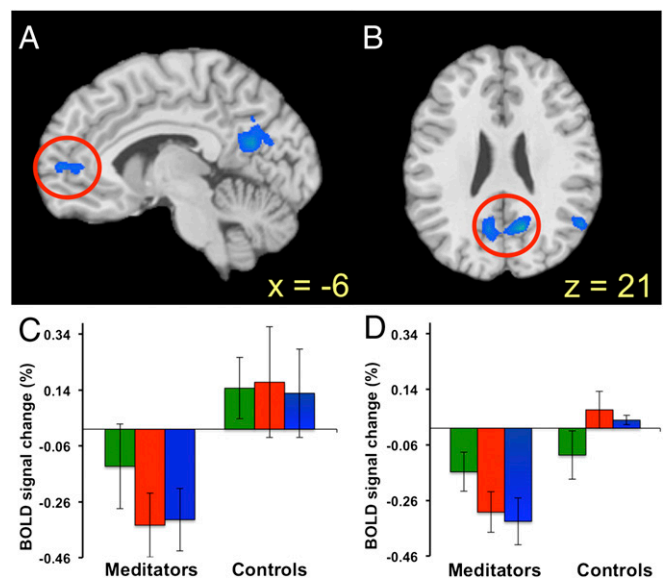 A
B
x = -6
z = 21
C
D
BOLD signal change (%)
0.34
0.14
-0.06
-0.26
-0.46
Meditators
Controls
BOLD signal change (%)
0.34
0.14
-0.06
-0.26
-0.46
Meditators
Controls